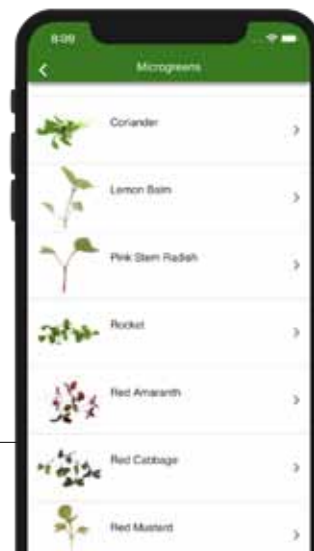 Microgreens
Coriander
Lemon Balm
Pink Stem Radish
Rocket
Red Amaranth
Red Cabbage
Red Mustard